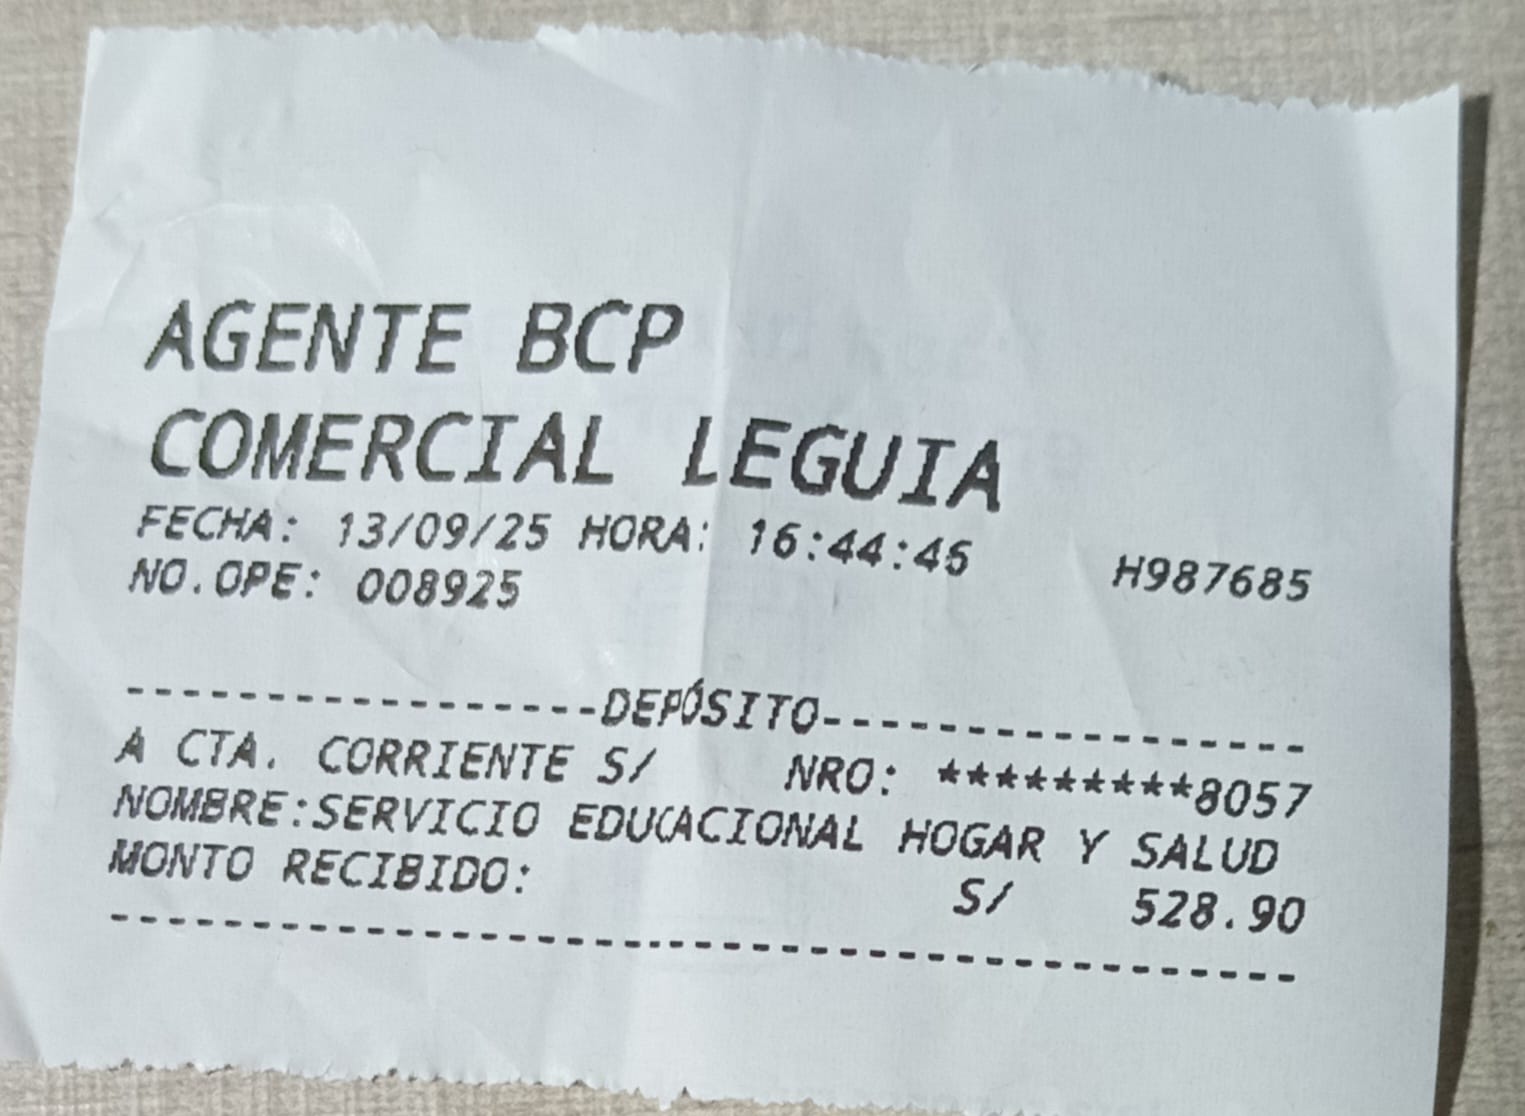 AGENTE BCP
COMERCIAL LEGUIA
FECHA: 13/09/25 HORA: 16:44:45 H987685
NO.OPE: 008925
------------------DEPÓSITO------------------
A CTA. CORRIENTE S/ NRO: *********8057
NOMBRE:SERVICIO EDUCACIONAL HOGAR Y SALUD
MONTO RECIBIDO: S/ 528.90
------------------------------------------